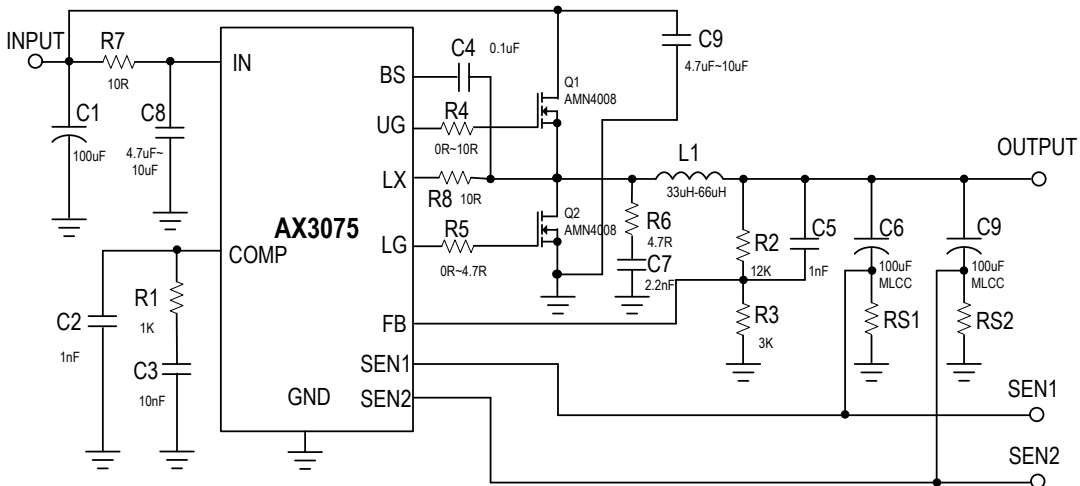 INPUT
R7
10R
C1
100uF
C8
4.7uF~
10uF
IN
BS
UG
LX
LG
AX3075
COMP
FB
SEN1
SEN2
GND
C2
1nF
R1
1K
C3
10nF
C4
0.1uF
R4
0R~10R
R8
10R
R5
0R~4.7R
Q1
AMN4008
Q2
AMN4008
C9
4.7uF~10uF
L1
33uH-66uH
R6
4.7R
C7
2.2nF
R2
12K
R3
3K
C5
1nF
C6
100uF
MLCC
RS1
C9
100uF
MLCC
RS2
OUTPUT
SEN1
SEN2